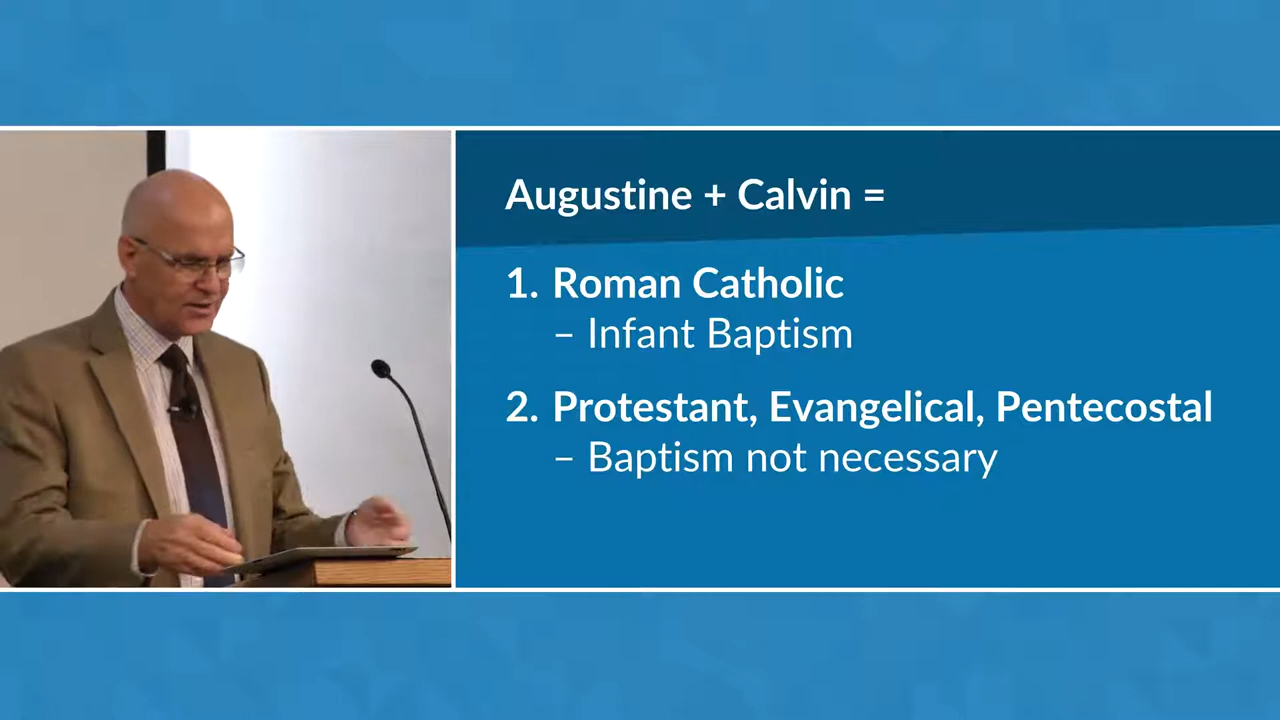 Augustine + Calvin =
1. Roman Catholic
– Infant Baptism
2. Protestant, Evangelical, Pentecostal
– Baptism not necessary